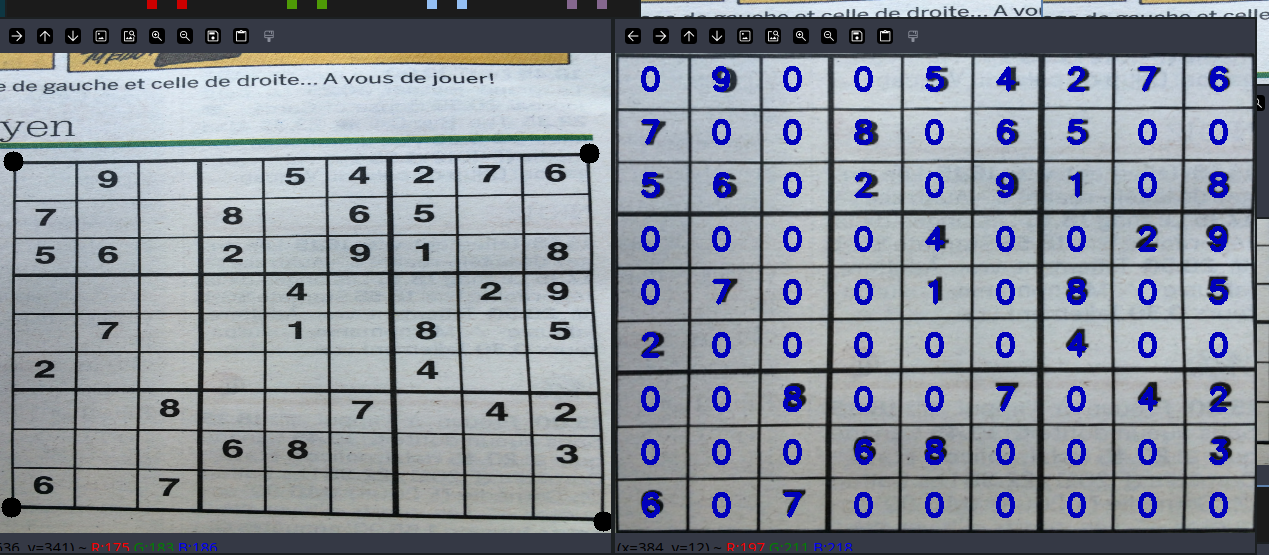 de gauche et celle de droite... A
de gauche et celle
de gauche et celle de droite... A vous de jouer!
yen
9 5 4 2 7 6
7 8 6 5
5 6 2 9 1 8
4 2 9
7 1 8 5
2 4
8 7 4 2
6 8 3
6 7
y=341) ~ R:175 G:183 B:186
0 9 0 0 5 4 2 7 6
7 0 0 8 0 6 5 0 0
5 6 0 2 0 9 1 0 8
0 0 0 0 4 0 0 2 9
0 7 0 0 1 0 8 0 5
2 0 0 0 0 0 4 0 0
0 0 8 0 0 7 0 4 2
0 0 0 6 8 0 0 0 3
6 0 7 0 0 0 0 0 0
(x=384, y=12) ~ R:197 G:211 B:218